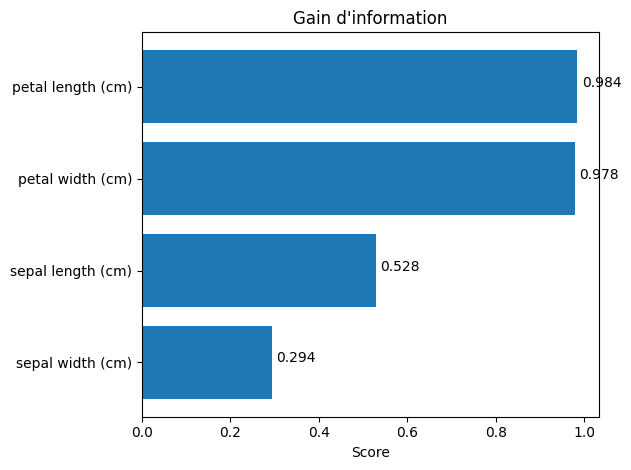 Gain d'information
petal length (cm)
0.984
petal width (cm)
0.978
sepal length (cm)
0.528
sepal width (cm)
0.294
0.0 0.2 0.4 0.6 0.8 1.0
Score